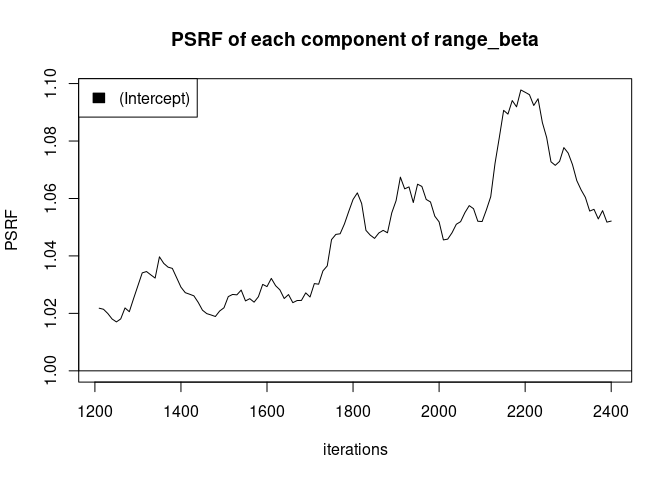 PSRF of each component of range_beta
(Intercept)
PSRF
1.10
1.08
1.06
1.04
1.02
1.00
1200 1400 1600 1800 2000 2200 2400
iterations